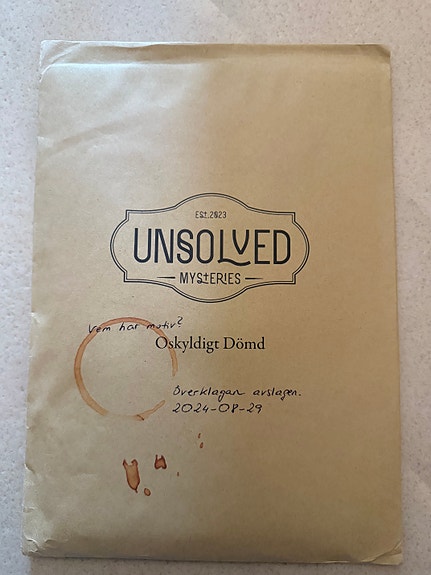 Est. 2023
UNSOLVED
MYSTERIES
Vem har motiv?
Oskyldigt Dömd
Överklagan avslagen.
2024-08-29